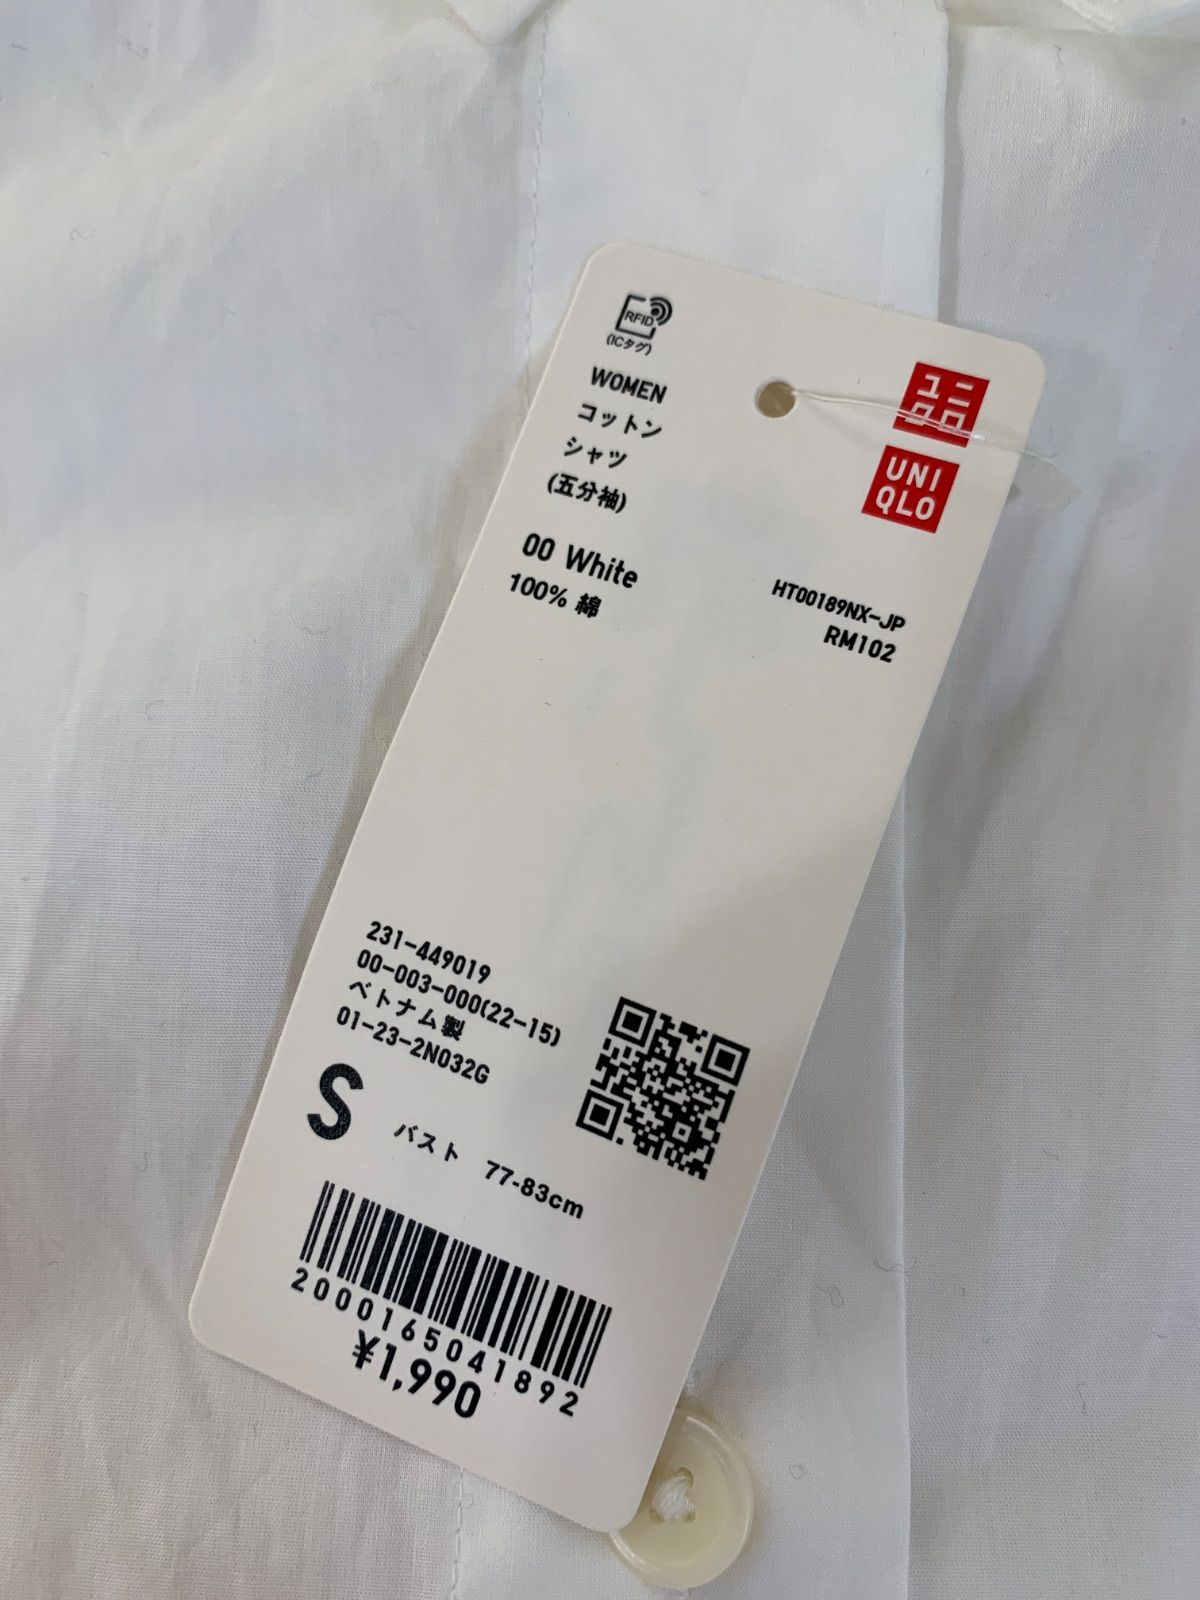 RFID
(ICタグ)
WOMEN
コットン
シャツ
(五分袖)
ユニ
クロ
UNI
QLO
00 White
100% 綿
HT00189NX-JP
RM102
231-449019
00-003-000(22-15)
ベトナム製
01-23-2N032G
S
バスト 77-83cm
2000165041892
¥1,990